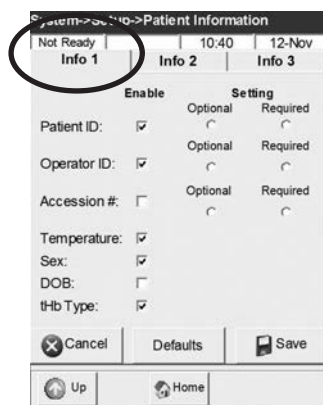 System->Setup->Patient Information
Not Ready 10:40 12-Nov
Info 1 Info 2 Info 3
Enable Setting
Optional Required
Patient ID:
Optional Required
Operator ID:
Optional Required
Accession #:
Temperature:
Sex:
DOB:
tHb Type:
Cancel Defaults Save
Up Home